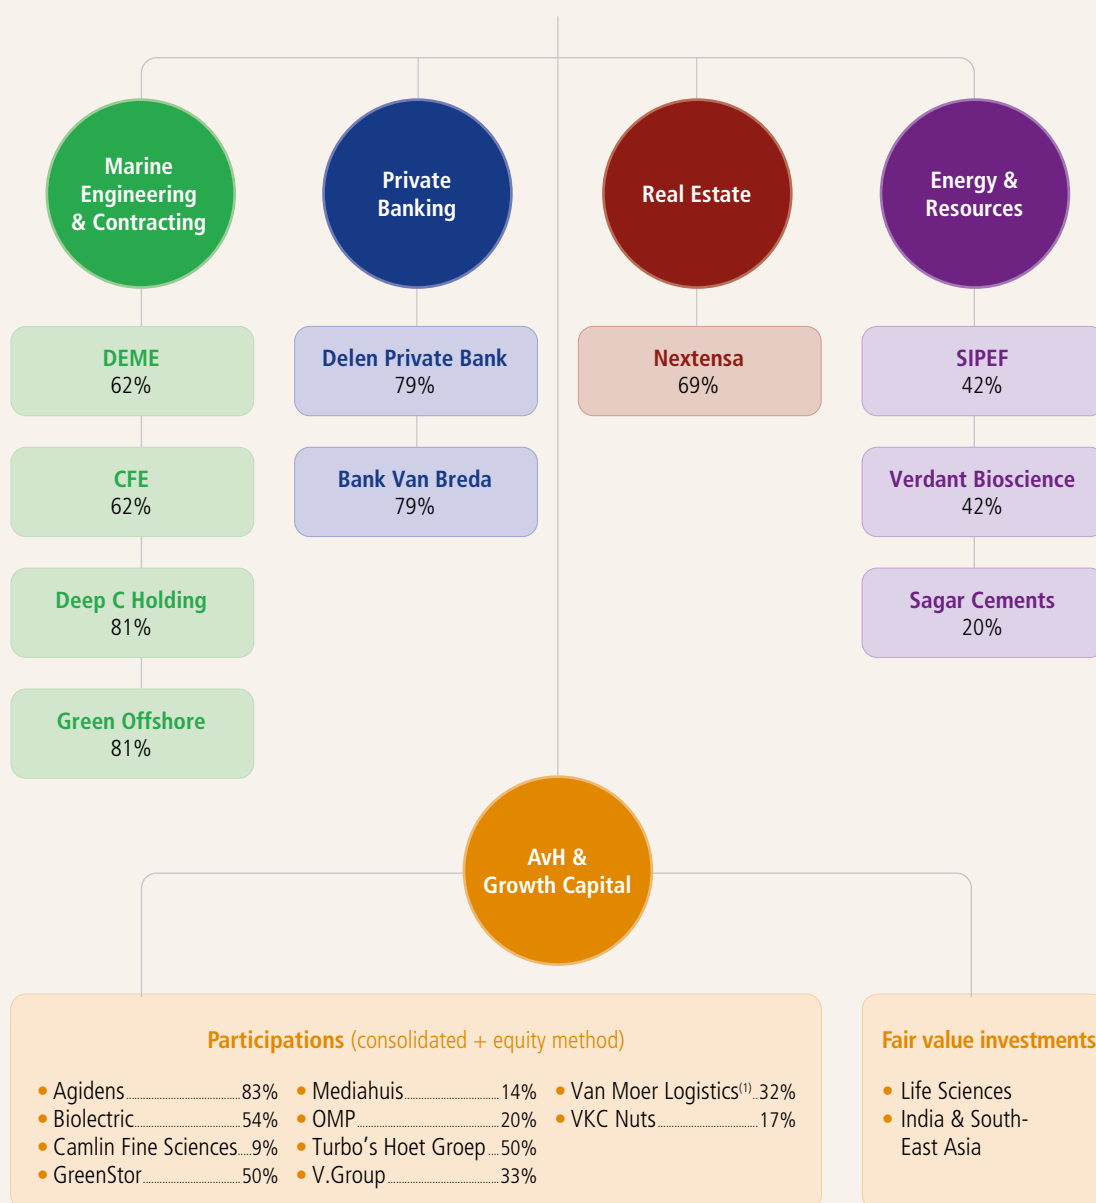 Marine
Engineering
& Contracting
Private
Banking
Real Estate
Energy &
Resources
DEME
62%
CFE
62%
Deep C Holding
81%
Green Offshore
81%
Delen Private Bank
79%
Bank Van Breda
79%
Nextensa
69%
SIPEF
42%
Verdant Bioscience
42%
Sagar Cements
20%
AvH &
Growth Capital
Participations (consolidated + equity method)
• Agidens 83%
• Biolectric 54%
• Camlin Fine Sciences 9%
• GreenStor 50%
• Mediahuis 14%
• OMP 20%
• Turbo's Hoet Groep 50%
• V.Group 33%
• Van Moer Logistics(1) 32%
• VKC Nuts 17%
Fair value investments
• Life Sciences
• India & South-
East Asia